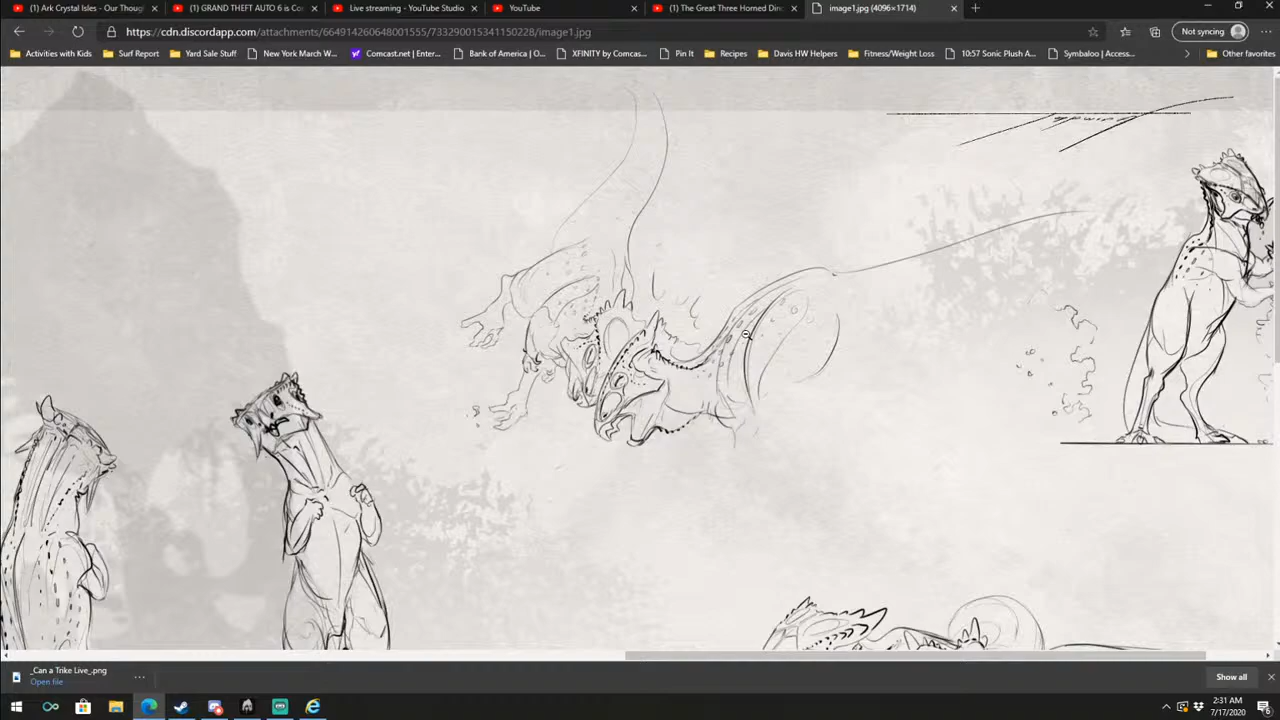 (1) Ark Crystal Isles - Our Thoug
(1) GRAND THEFT AUTO 6 is Co
Live streaming - YouTube Studio
YouTube
(1) The Great Three Horned Dino
image1.jpg (4096×1714)
https://cdn.discordapp.com/attachments/664914260648001555/733290015341150228/image1.jpg
Not syncing
Activities with Kids
Surf Report
Yard Sale Stuff
New York March W...
Comcast.net (Enter...
Bank of America (O...
XFINITY by Comcas...
Pin It
Recipes
Davis HW Helpers
Fitness/Weight Loss
10:57 Sonic Plush A...
Symbaloo | Access...
Other favorites
_Can a Trike Live_.png
Open file
Show all
2:31 AM
7/17/2020